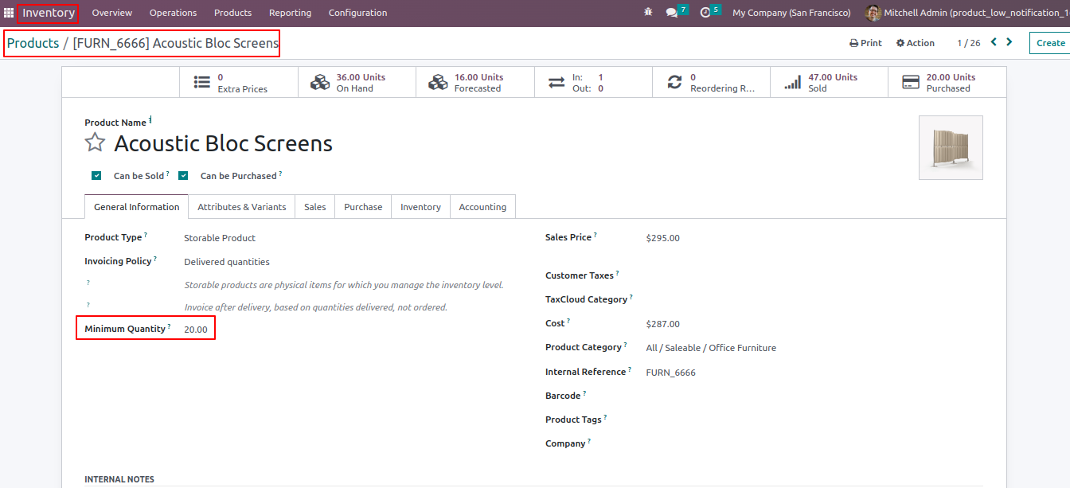 Inventory Overview Operations Products Reporting Configuration 7 5 My Company (San Francisco) Mitchell Admin (product_low_notification_1
Products / [FURN_6666] Acoustic Bloc Screens Print Action 1 / 26 Create
0 Extra Prices
36.00 Units On Hand
16.00 Units Forecasted
In: 1
Out: 0
0 Reordering R...
47.00 Units Sold
20.00 Units Purchased
Product Name
Acoustic Bloc Screens
Can be Sold ? Can be Purchased ?
General Information Attributes & Variants Sales Purchase Inventory Accounting
Product Type ? Storable Product
Invoicing Policy ? Delivered quantities
? Storable products are physical items for which you manage the inventory level.
? Invoice after delivery, based on quantities delivered, not ordered.
Minimum Quantity ? 20.00
Sales Price ? $295.00
Customer Taxes ?
TaxCloud Category ?
Cost ? $287.00
Product Category ? All / Saleable / Office Furniture
Internal Reference ? FURN_6666
Barcode ?
Product Tags ?
Company ?
INTERNAL NOTES